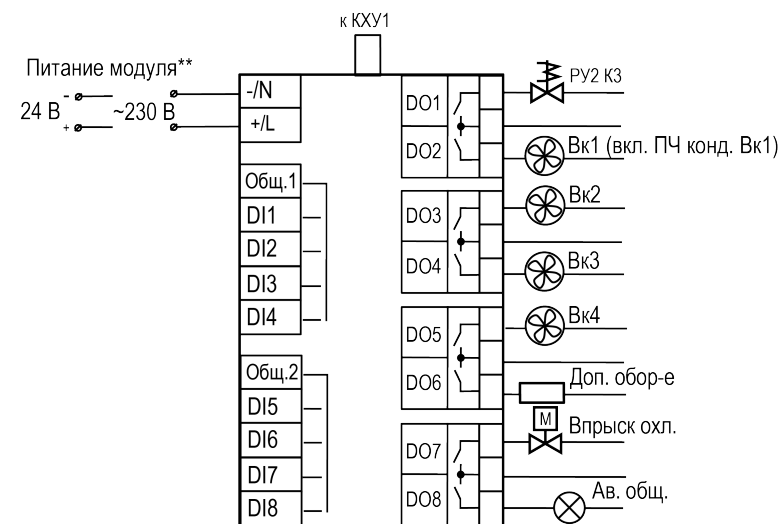 к КХУ1
Питание модуля**
-
24 В
+
~230 В
-/N
+/L
Общ.1
DI1
DI2
DI3
DI4
Общ.2
DI5
DI6
DI7
DI8
DO1
DO2
DO3
DO4
DO5
DO6
DO7
DO8
РУ2 К3
Вк1 (вкл. ПЧ конд. Вк1)
Вк2
Вк3
Вк4
Доп. обор-е
М
Впрыск охл.
Ав. общ.